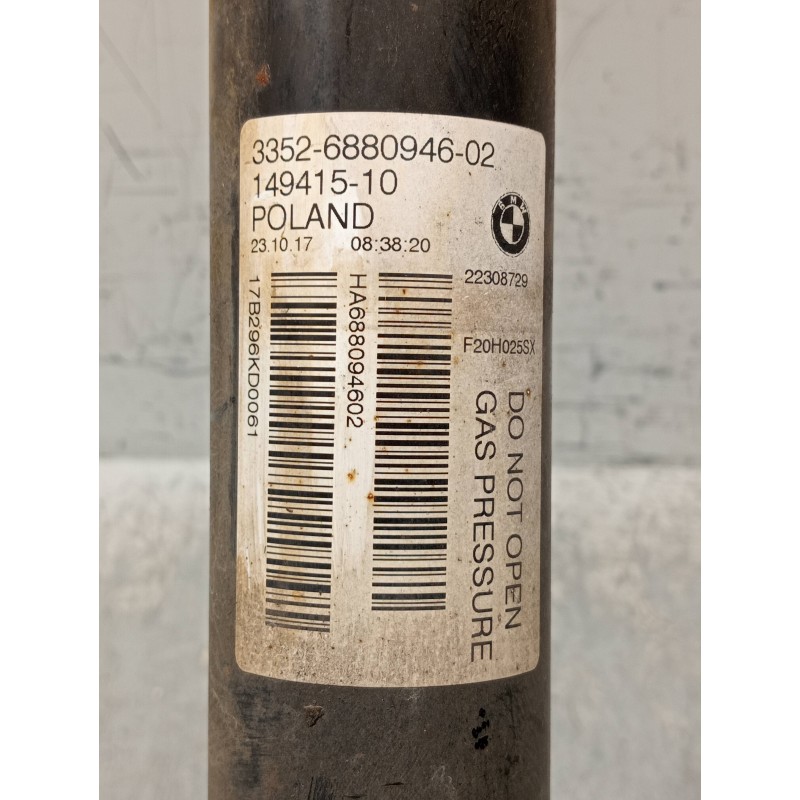 3352-6880946-02
149415-10
POLAND
23.10.17 08:38:20
BMW
22308729
F20H025SX
17B296KD0061
HA688094602
DO NOT OPEN
GAS PRESSURE